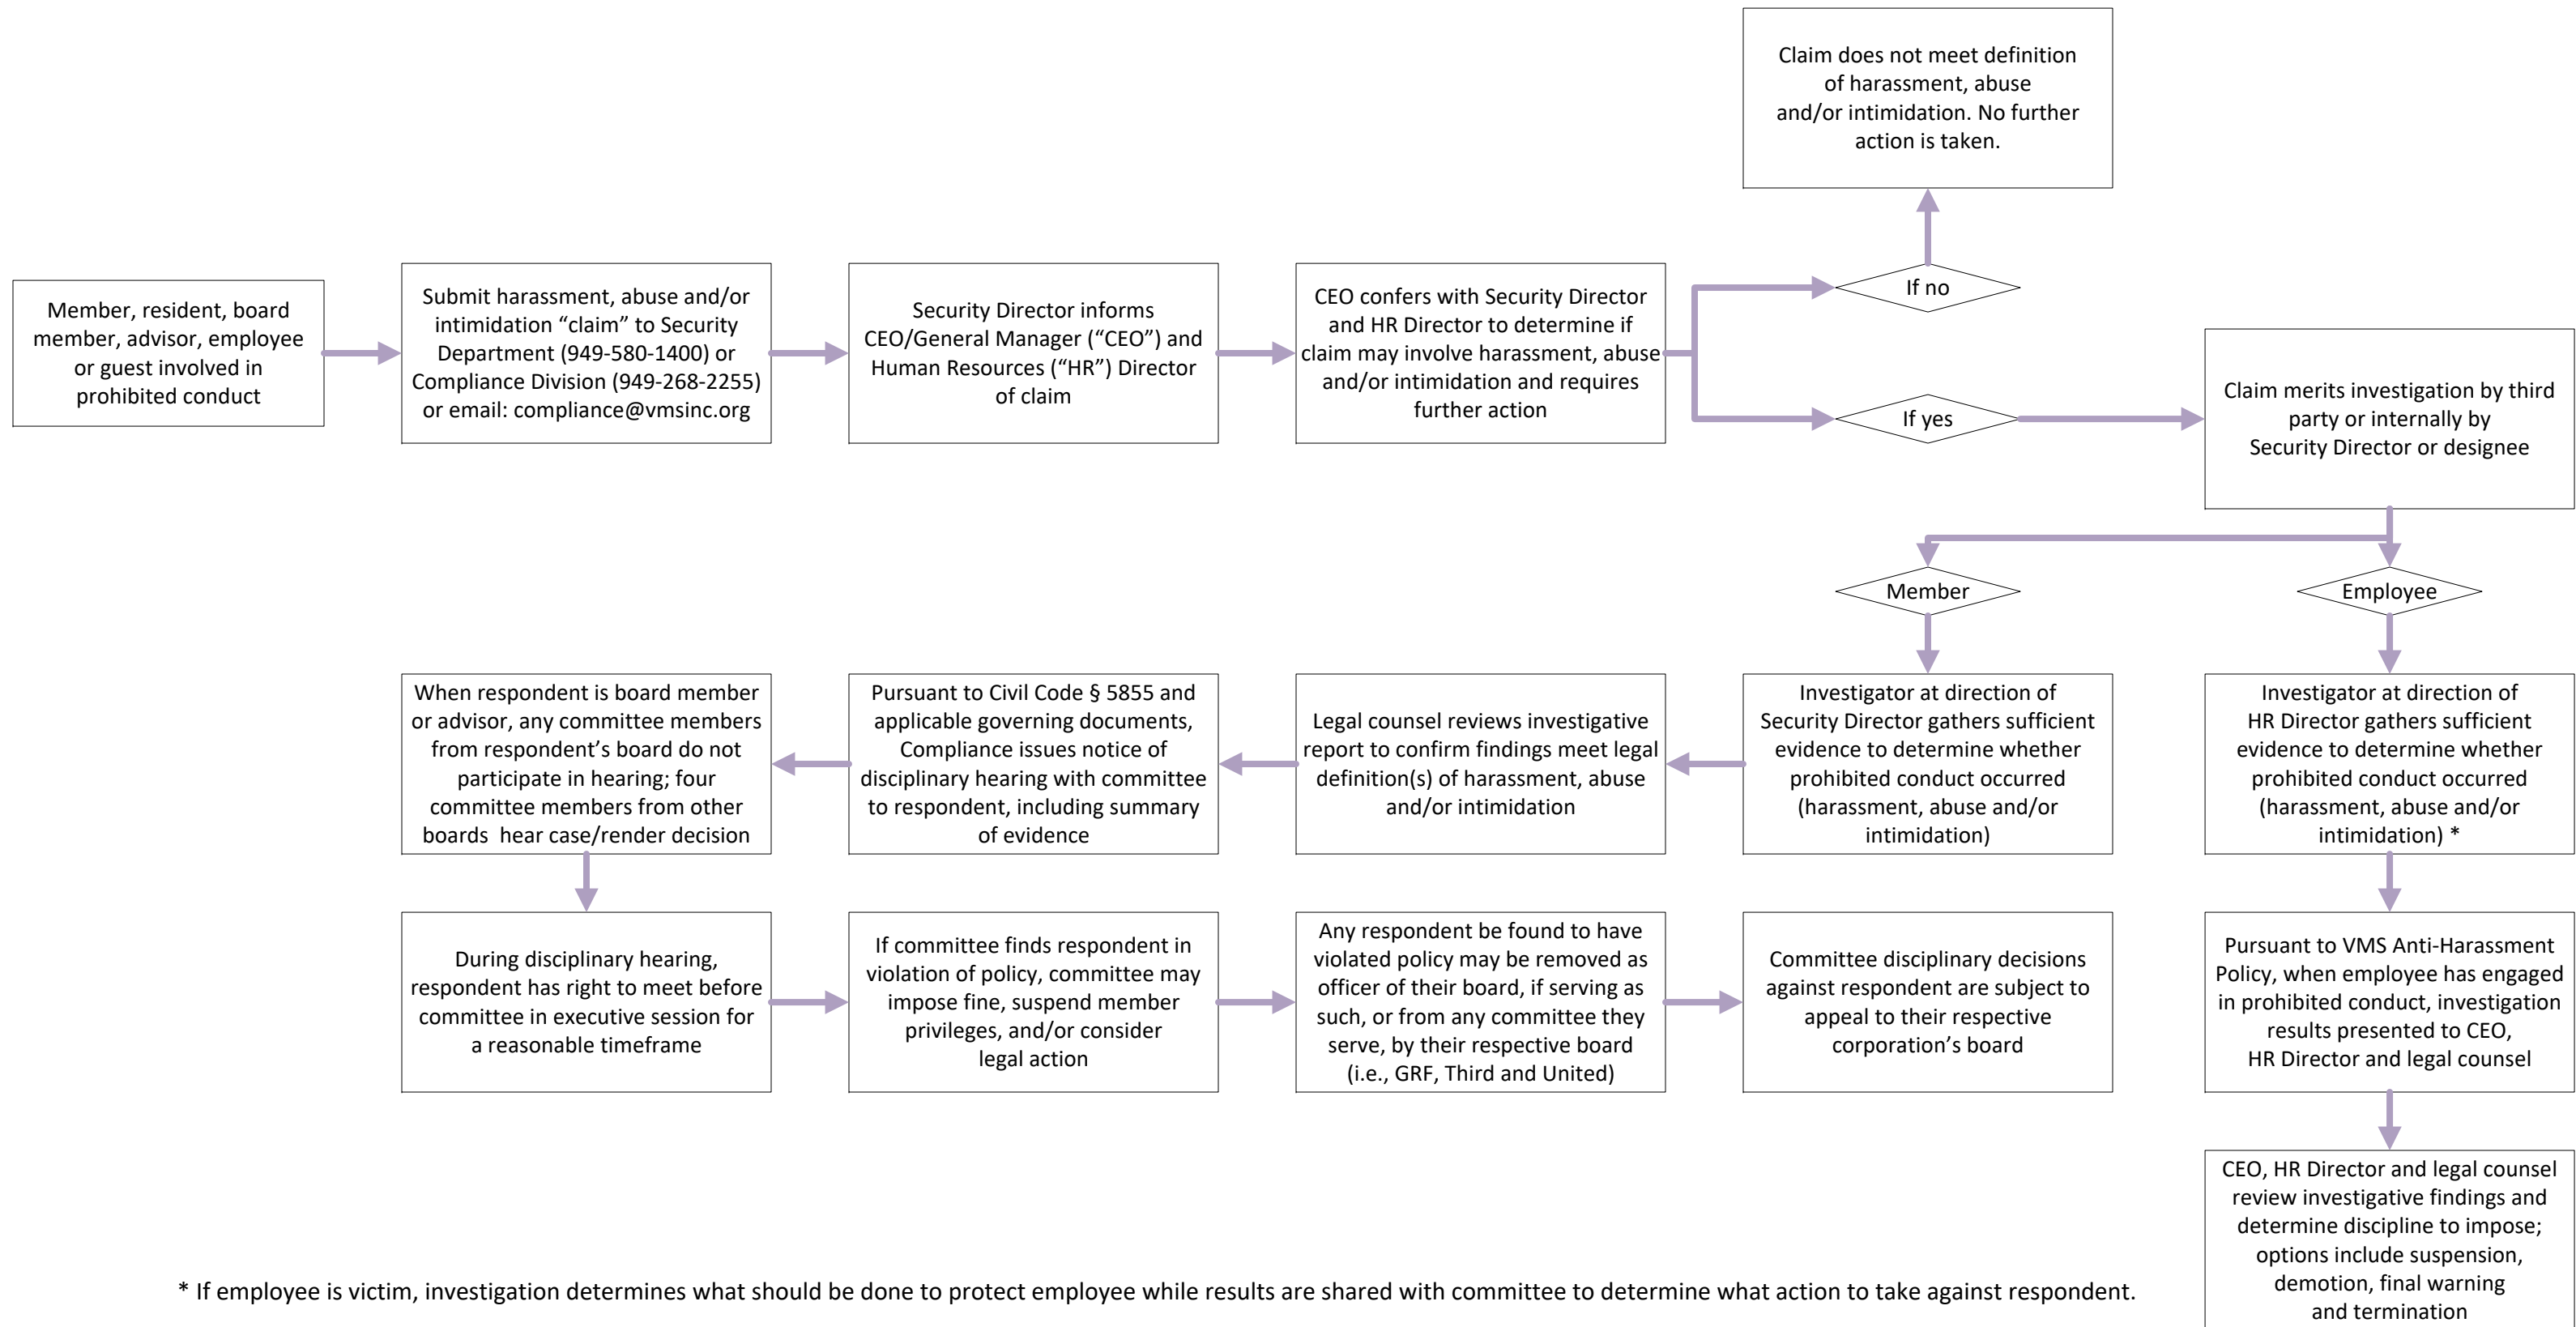 Member, resident, board
member, advisor, employee
or guest involved in
prohibited conduct
Submit harassment, abuse and/or
intimidation “claim” to Security
Department (949-580-1400) or
Compliance Division (949-268-2255)
or email: compliance@vmsinc.org
Security Director informs
CEO/General Manager (“CEO”) and
Human Resources (“HR”) Director
of claim
CEO confers with Security Director
and HR Director to determine if
claim may involve harassment, abuse
and/or intimidation and requires
further action
If no
Claim does not meet definition
of harassment, abuse
and/or intimidation. No further
action is taken.
If yes
Claim merits investigation by third
party or internally by
Security Director or designee
Member
Investigator at direction of
Security Director gathers sufficient
evidence to determine whether
prohibited conduct occurred
(harassment, abuse and/or
intimidation)
Legal counsel reviews investigative
report to confirm findings meet legal
definition(s) of harassment, abuse
and/or intimidation
Pursuant to Civil Code § 5855 and
applicable governing documents,
Compliance issues notice of
disciplinary hearing with committee
to respondent, including summary
of evidence
When respondent is board member
or advisor, any committee members
from respondent’s board do not
participate in hearing; four
committee members from other
boards  hear case/render decision
During disciplinary hearing,
respondent has right to meet before
committee in executive session for
a reasonable timeframe
If committee finds respondent in
violation of policy, committee may
impose fine, suspend member
privileges, and/or consider
legal action
Any respondent be found to have
violated policy may be removed as
officer of their board, if serving as
such, or from any committee they
serve, by their respective board
(i.e., GRF, Third and United)
Committee disciplinary decisions
against respondent are subject to
appeal to their respective
corporation’s board
Employee
Investigator at direction of
HR Director gathers sufficient
evidence to determine whether
prohibited conduct occurred
(harassment, abuse and/or
intimidation) *
Pursuant to VMS Anti-Harassment
Policy, when employee has engaged
in prohibited conduct, investigation
results presented to CEO,
HR Director and legal counsel
CEO, HR Director and legal counsel
review investigative findings and
determine discipline to impose;
options include suspension,
demotion, final warning
and termination
* If employee is victim, investigation determines what should be done to protect employee while results are shared with committee to determine what action to take against respondent.